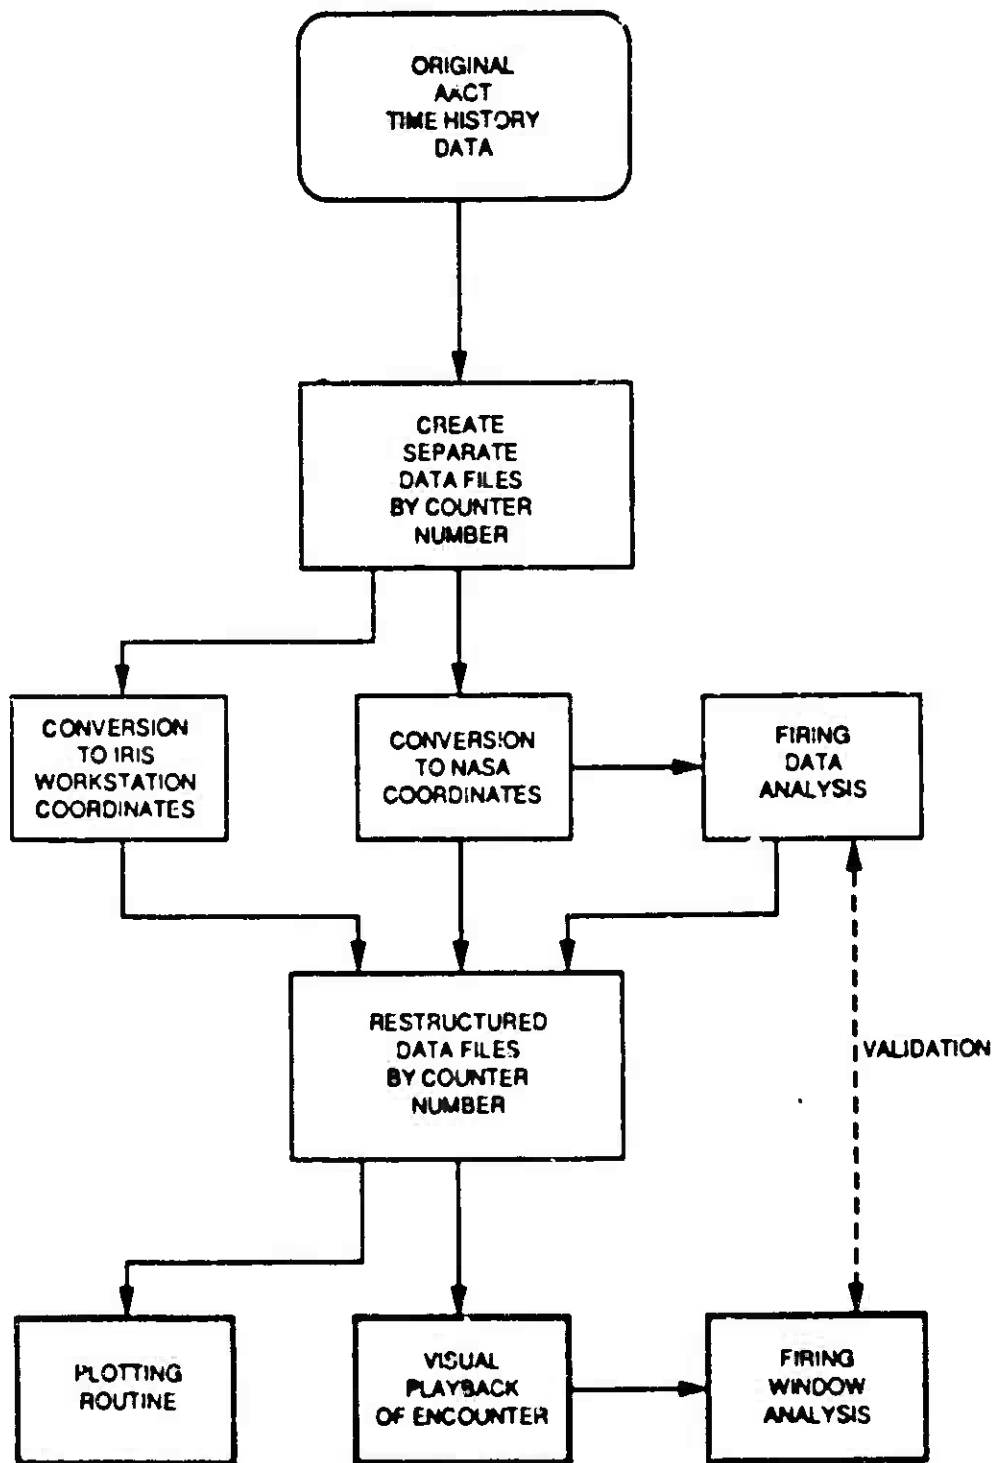 ORIGINAL
AACT
TIME HISTORY
DATA
CREATE
SEPARATE
DATA FILES
BY COUNTER
NUMBER
CONVERSION
TO IRIS
WORKSTATION
COORDINATES
CONVERSION
TO NASA
COORDINATES
FIRING
DATA
ANALYSIS
RESTRUCTURED
DATA FILES
BY COUNTER
NUMBER
VALIDATION
PLOTTING
ROUTINE
VISUAL
PLAYBACK
OF ENCOUNTER
FIRING
WINDOW
ANALYSIS